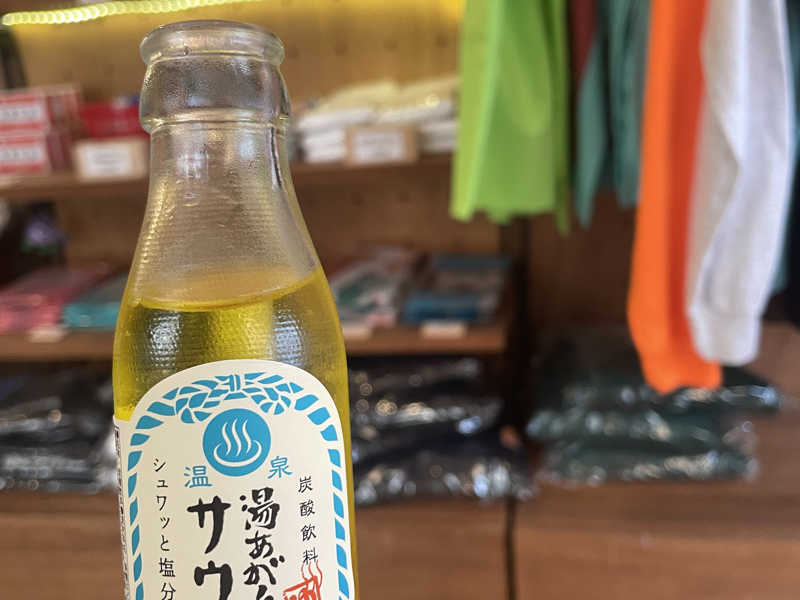 温泉
炭酸飲料
湯あが
サウ
シュワッと塩分